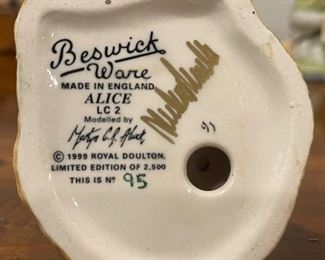 Beswick
Ware
MADE IN ENGLAND
ALICE
LC 2
Modelled by
© 1999 ROYAL DOULTON.
LIMITED EDITION OF 2,500
THIS IS Nº 95